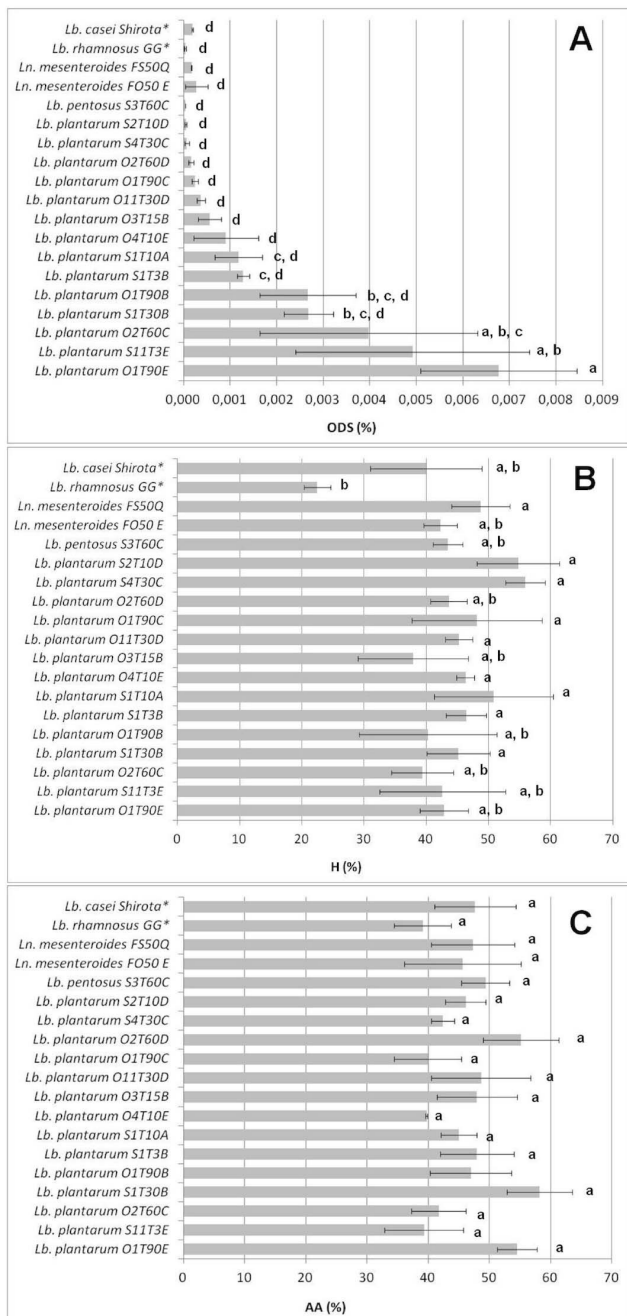 A
Lb. casei Shirota* d
Lb. rhamnosus GG* d
Ln. mesenteroides FS50Q d
Ln. mesenteroides FO50 E d
Lb. pentosus S3T60C d
Lb. plantarum S2T10D d
Lb. plantarum S4T30C d
Lb. plantarum O2T60D d
Lb. plantarum O1T90C d
Lb. plantarum O11T30D d
Lb. plantarum O3T15B d
Lb. plantarum O4T10E d
Lb. plantarum S1T10A c, d
Lb. plantarum S1T3B c, d
Lb. plantarum O1T90B b, c, d
Lb. plantarum S1T30B b, c, d
Lb. plantarum O2T60C a, b, c
Lb. plantarum S11T3E a, b
Lb. plantarum O1T90E a
0,000 0,001 0,002 0,003 0,004 0,005 0,006 0,007 0,008 0,009
ODS (%)
B
Lb. casei Shirota* a, b
Lb. rhamnosus GG* b
Ln. mesenteroides FS50Q a
Ln. mesenteroides FO50 E a, b
Lb. pentosus S3T60C a, b
Lb. plantarum S2T10D a
Lb. plantarum S4T30C a
Lb. plantarum O2T60D a, b
Lb. plantarum O1T90C a
Lb. plantarum O11T30D a
Lb. plantarum O3T15B a, b
Lb. plantarum O4T10E a
Lb. plantarum S1T10A a
Lb. plantarum S1T3B a
Lb. plantarum O1T90B a, b
Lb. plantarum S1T30B a
Lb. plantarum O2T60C a, b
Lb. plantarum S11T3E a, b
Lb. plantarum O1T90E a, b
0 10 20 30 40 50 60 70
H (%)
C
Lb. casei Shirota* a
Lb. rhamnosus GG* a
Ln. mesenteroides FS50Q a
Ln. mesenteroides FO50 E a
Lb. pentosus S3T60C a
Lb. plantarum S2T10D a
Lb. plantarum S4T30C a
Lb. plantarum O2T60D a
Lb. plantarum O1T90C a
Lb. plantarum O11T30D a
Lb. plantarum O3T15B a
Lb. plantarum O4T10E a
Lb. plantarum S1T10A a
Lb. plantarum S1T3B a
Lb. plantarum O1T90B
Lb. plantarum S1T30B a
Lb. plantarum O2T60C a
Lb. plantarum S11T3E a
Lb. plantarum O1T90E a
0 10 20 30 40 50 60 70
AA (%)